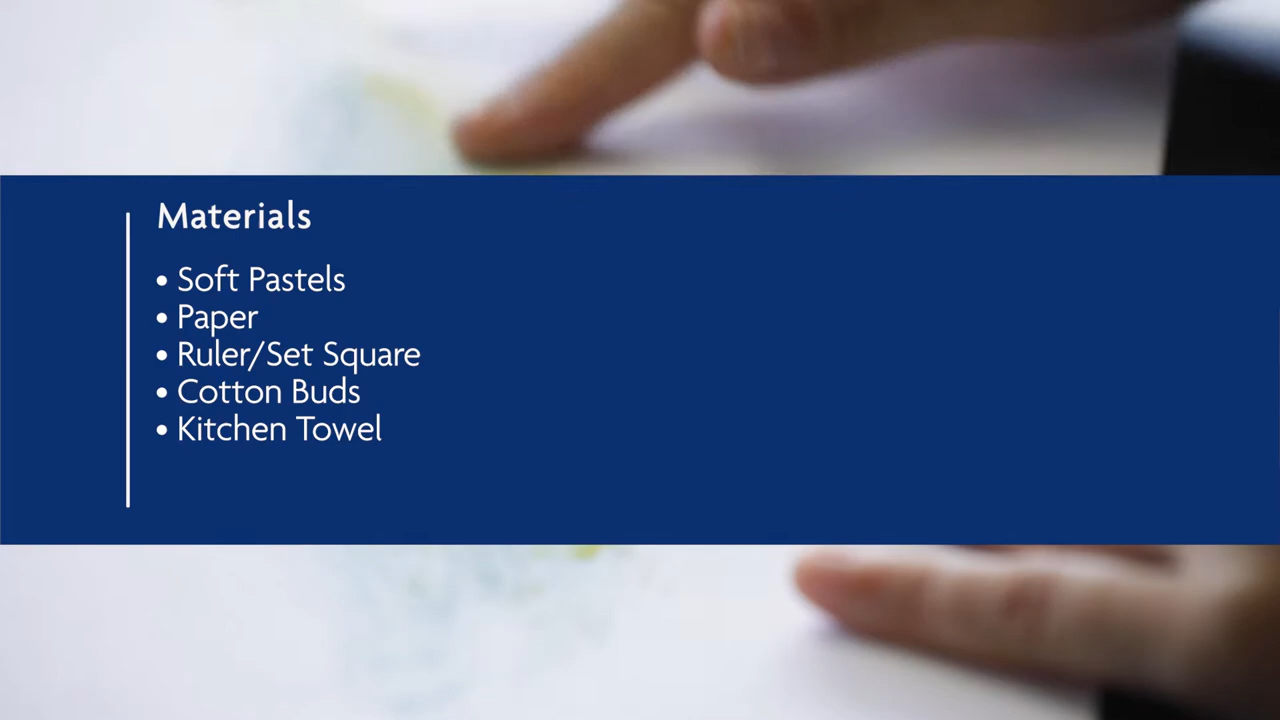 Materials
• Soft Pastels
• Paper
• Ruler/Set Square
• Cotton Buds
• Kitchen Towel